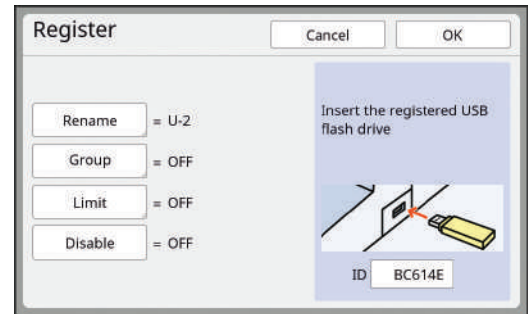 Register
Cancel
OK
Rename = U-2
Group = OFF
Limit = OFF
Disable = OFF
Insert the registered USB
flash drive
ID BC614E